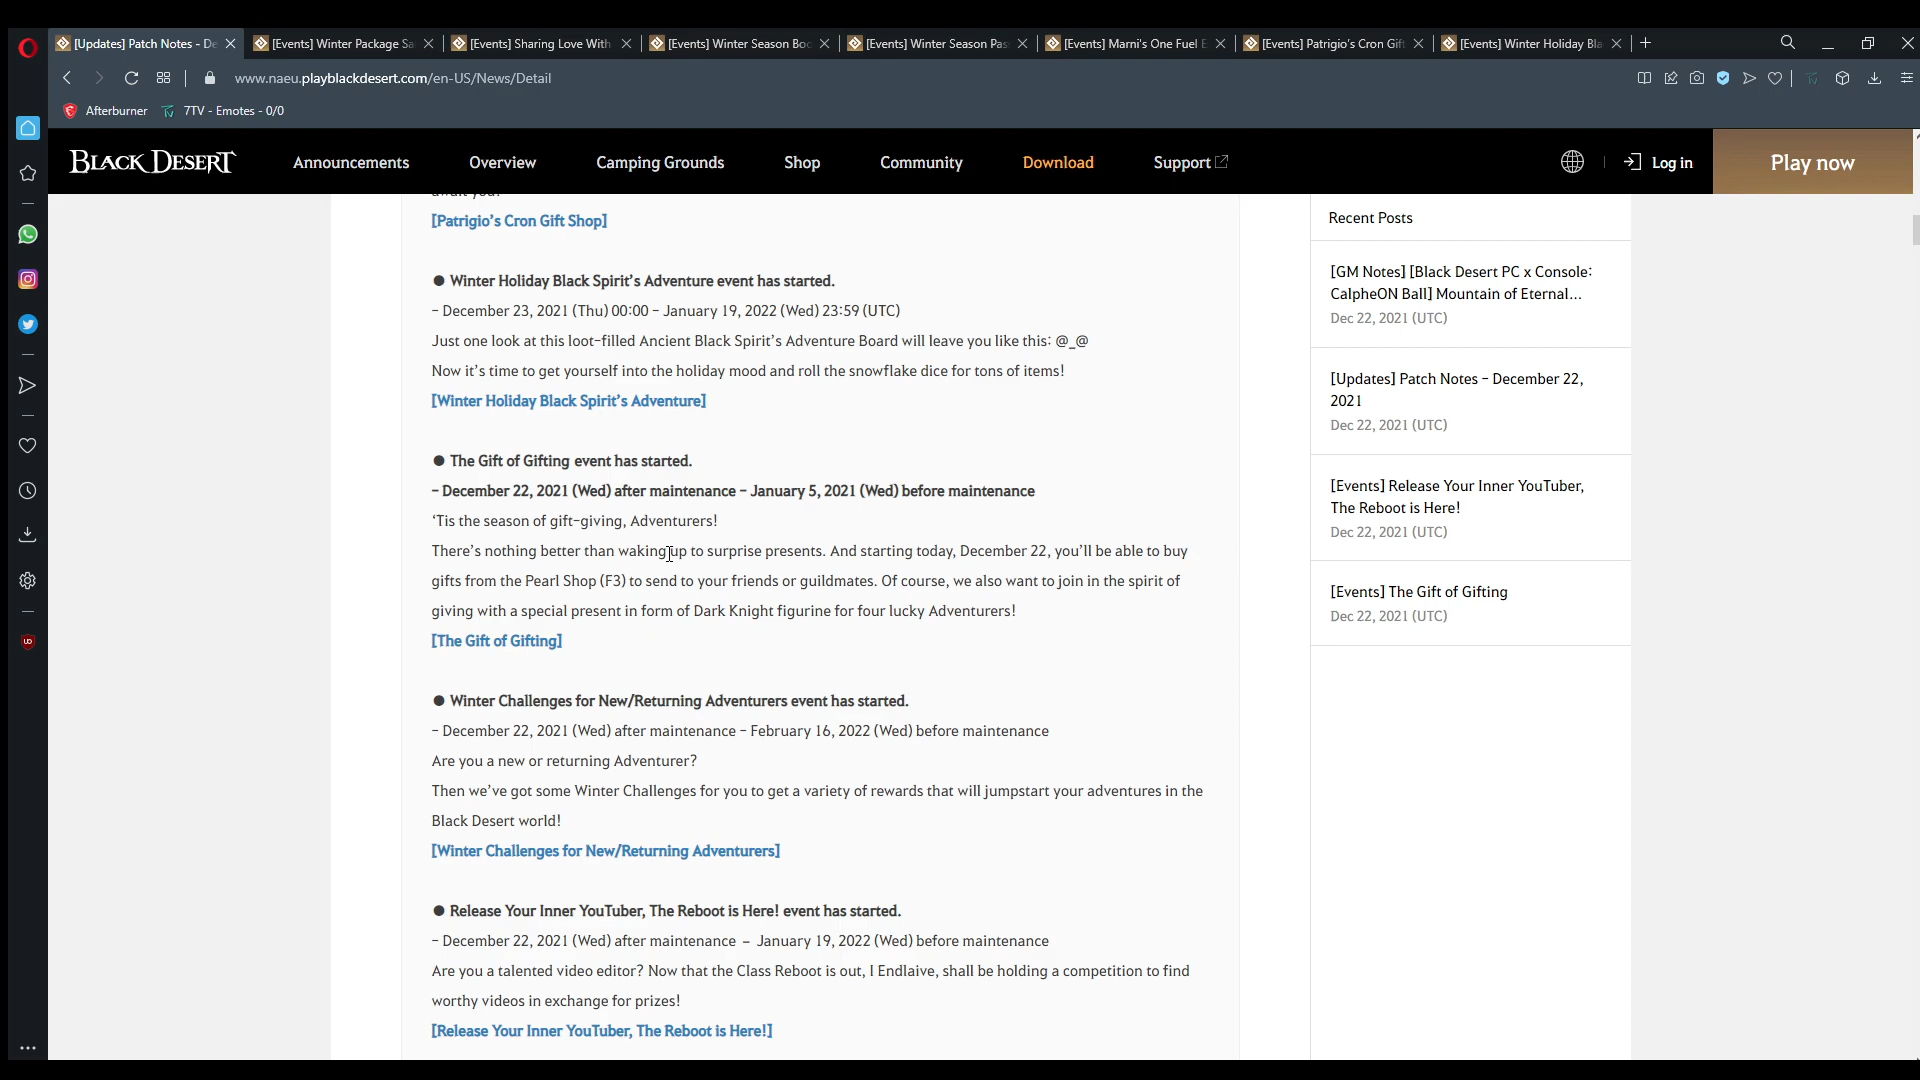 [Updates] Patch Notes - De
[Events] Winter Package Sa
[Events] Sharing Love With
[Events] Winter Season Boo
[Events] Winter Season Pas
[Events] Marni's One Fuel E
[Events] Patrigio's Cron Gift
[Events] Winter Holiday Bla
www.naeu.playblackdesert.com/en-US/News/Detail
Afterburner
7TV - Emotes - 0/0
BLACK DESERT
Announcements
Overview
Camping Grounds
Shop
Community
Download
Support
Log in
Play now
await you!
[Patrigio's Cron Gift Shop]
● Winter Holiday Black Spirit's Adventure event has started.
- December 23, 2021 (Thu) 00:00 - January 19, 2022 (Wed) 23:59 (UTC)
Just one look at this loot-filled Ancient Black Spirit's Adventure Board will leave you like this: @_@
Now it's time to get yourself into the holiday mood and roll the snowflake dice for tons of items!
[Winter Holiday Black Spirit's Adventure]
● The Gift of Gifting event has started.
- December 22, 2021 (Wed) after maintenance - January 5, 2021 (Wed) before maintenance
'Tis the season of gift-giving, Adventurers!
There's nothing better than waking up to surprise presents. And starting today, December 22, you'll be able to buy
gifts from the Pearl Shop (F3) to send to your friends or guildmates. Of course, we also want to join in the spirit of
giving with a special present in form of Dark Knight figurine for four lucky Adventurers!
[The Gift of Gifting]
● Winter Challenges for New/Returning Adventurers event has started.
- December 22, 2021 (Wed) after maintenance - February 16, 2022 (Wed) before maintenance
Are you a new or returning Adventurer?
Then we've got some Winter Challenges for you to get a variety of rewards that will jumpstart your adventures in the
Black Desert world!
[Winter Challenges for New/Returning Adventurers]
● Release Your Inner YouTuber, The Reboot is Here! event has started.
- December 22, 2021 (Wed) after maintenance - January 19, 2022 (Wed) before maintenance
Are you a talented video editor? Now that the Class Reboot is out, I Endlaive, shall be holding a competition to find
worthy videos in exchange for prizes!
[Release Your Inner YouTuber, The Reboot is Here!]
Recent Posts
[GM Notes] [Black Desert PC x Console:
CalpheON Ball] Mountain of Eternal...
Dec 22, 2021 (UTC)
[Updates] Patch Notes - December 22,
2021
Dec 22, 2021 (UTC)
[Events] Release Your Inner YouTuber,
The Reboot is Here!
Dec 22, 2021 (UTC)
[Events] The Gift of Gifting
Dec 22, 2021 (UTC)